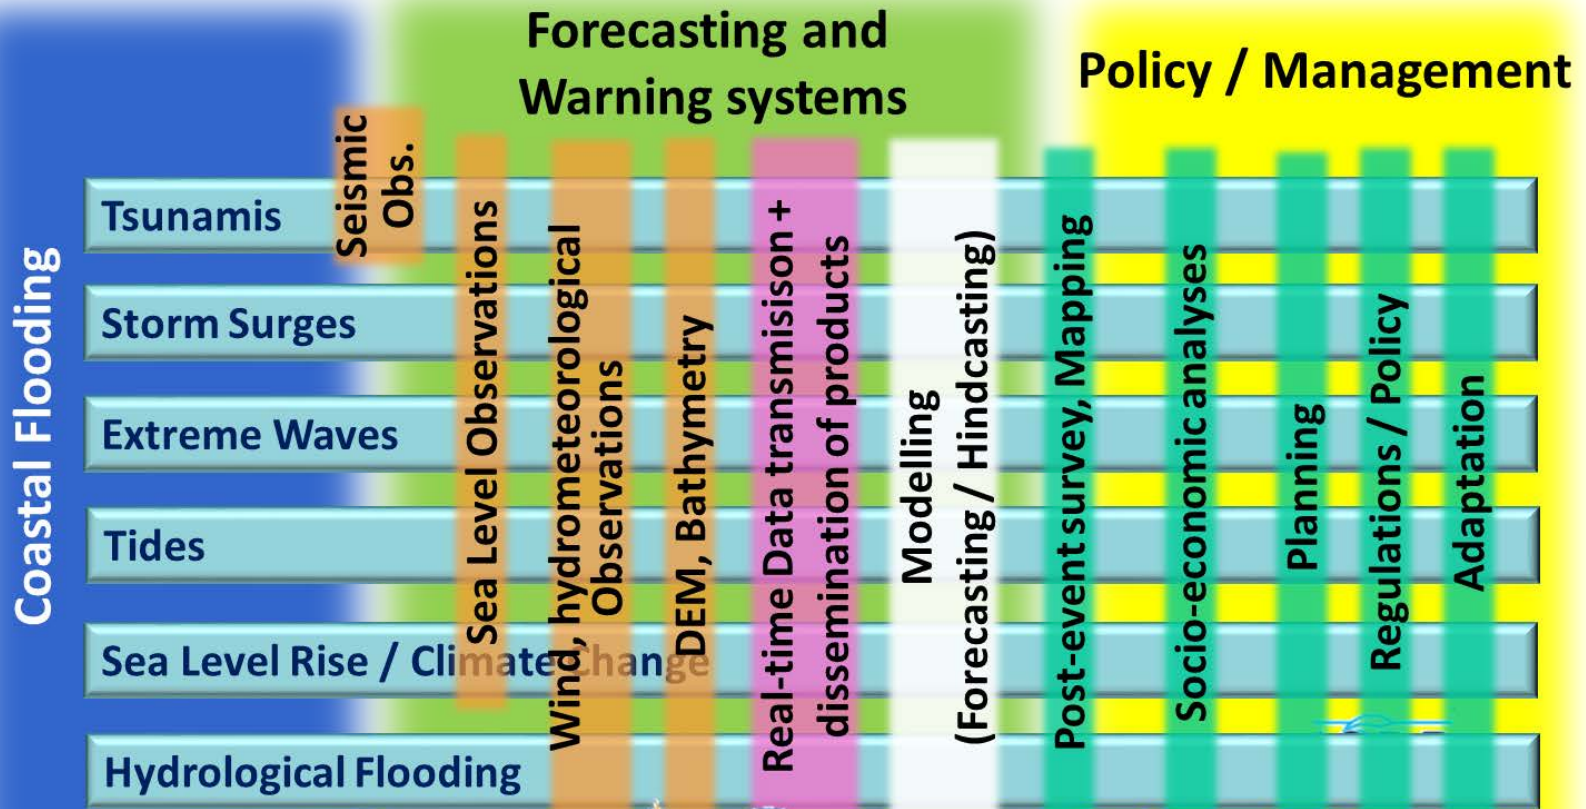 Forecasting and
Warning systems
Policy / Management
Coastal Flooding
Tsunamis
Storm Surges
Extreme Waves
Tides
Sea Level Rise / Climate Change
Hydrological Flooding
Seismic
Obs.
Sea Level Observations
Wind, hydrometeorological
Observations
DEM, Bathymetry
Real-time Data transmisison +
dissemination of products
Modelling
(Forecasting / Hindcasting)
Post-event survey, Mapping
Socio-economic analyses
Planning
Regulations / Policy
Adaptation